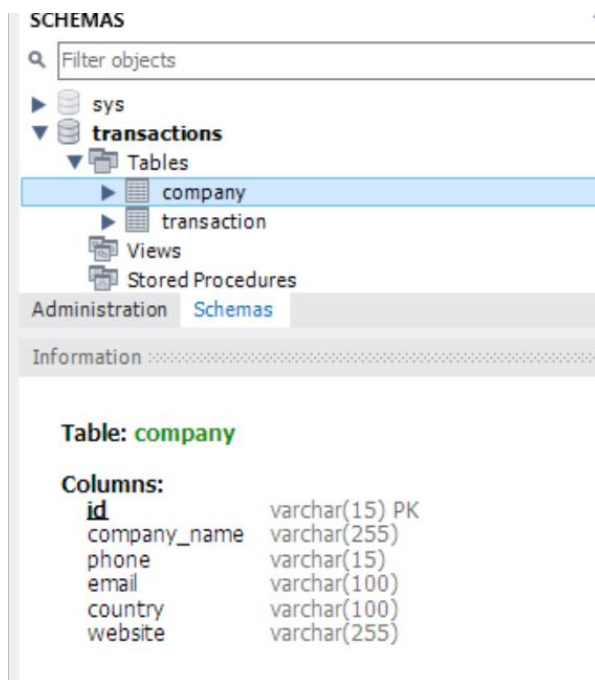 SCHEMAS
Filter objects
sys
transactions
Tables
company
transaction
Views
Stored Procedures
Administration Schemas
Information
Table: company
Columns:
id varchar(15) PK
company_name varchar(255)
phone varchar(15)
email varchar(100)
country varchar(100)
website varchar(255)